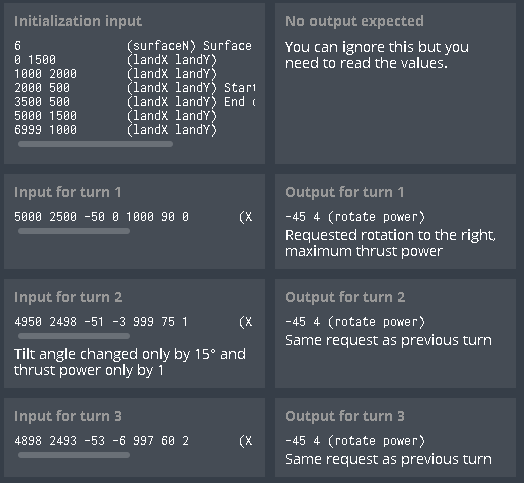 Initialization input
6 (surfaceN) Surface
0 1500 (landX landY)
1000 2000 (landX landY)
2000 500 (landX landY) Start
3500 500 (landX landY) End
5000 1500 (landX landY)
6999 1000 (landX landY)
No output expected
You can ignore this but you
need to read the values.
Input for turn 1
5000 2500 -50 0 1000 90 0 (X
Output for turn 1
-45 4 (rotate power)
Requested rotation to the right,
maximum thrust power
Input for turn 2
4950 2498 -51 -3 999 75 1 (X
Tilt angle changed only by 15° and
thrust power only by 1
Output for turn 2
-45 4 (rotate power)
Same request as previous turn
Input for turn 3
4898 2493 -53 -6 997 60 2 (X
Output for turn 3
-45 4 (rotate power)
Same request as previous turn